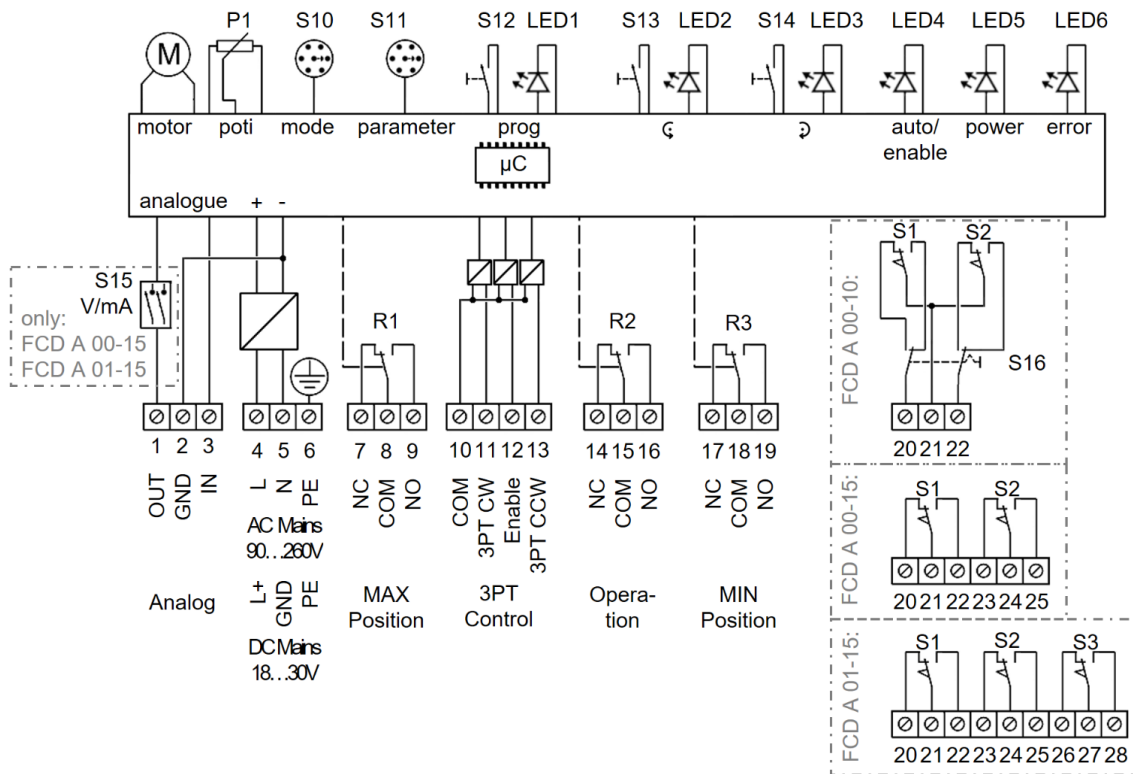 P1 S10 S11 S12 LED1 S13 LED2 S14 LED3 LED4 LED5 LED6
M
motor poti mode parameter prog auto/ power error
enable
µC
analogue + -
S15
V/mA
only:
FCD A 00-15
FCD A 01-15
R1 R2 R3
1 2 3 4 5 6 7 8 9 10 11 12 13 14 15 16 17 18 19
OUT
GND
IN
L
N
PE
AC Mains
90...260V
L+
GND
PE
DC Mains
18...30V
Analog
NC
COM
NO
MAX
Position
COM
3PT CW
Enable
3PT CCW
3PT
Control
NC
COM
NO
Opera-
tion
NC
COM
NO
MIN
Position
FCD A 00-10:
S1 S2
S16
20 21 22
FCD A 00-15:
S1 S2
20 21 22 23 24 25
FCD A 01-15:
S1 S2 S3
20 21 22 23 24 25 26 27 28